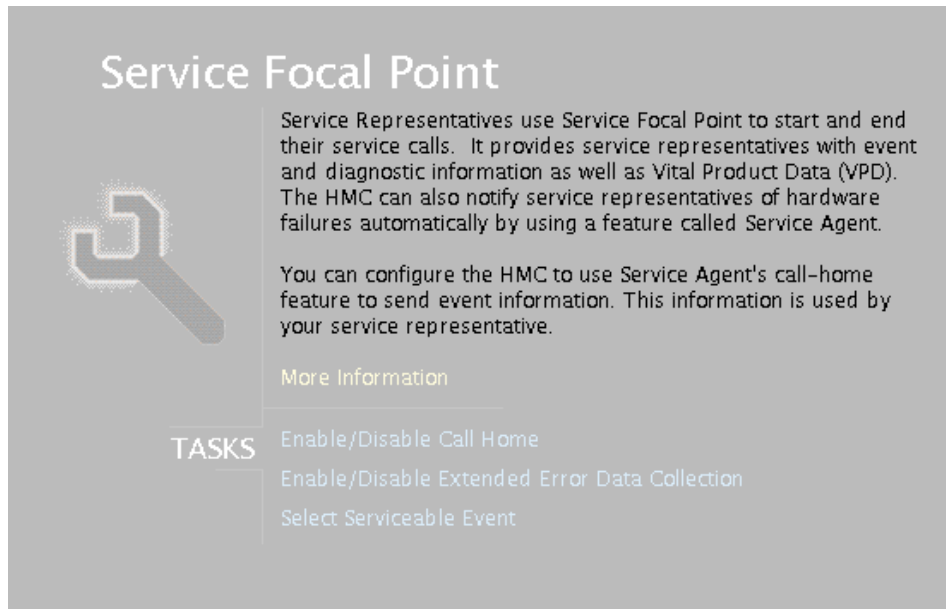 Service Focal Point
Service Representatives use Service Focal Point to start and end
their service calls.  It provides service representatives with event
and diagnostic information as well as Vital Product Data (VPD).
The HMC can also notify service representatives of hardware
failures automatically by using a feature called Service Agent.
You can configure the HMC to use Service Agent's call-home
feature to send event information. This information is used by
your service representative.
More Information
TASKS
Enable/Disable Call Home
Enable/Disable Extended Error Data Collection
Select Serviceable Event